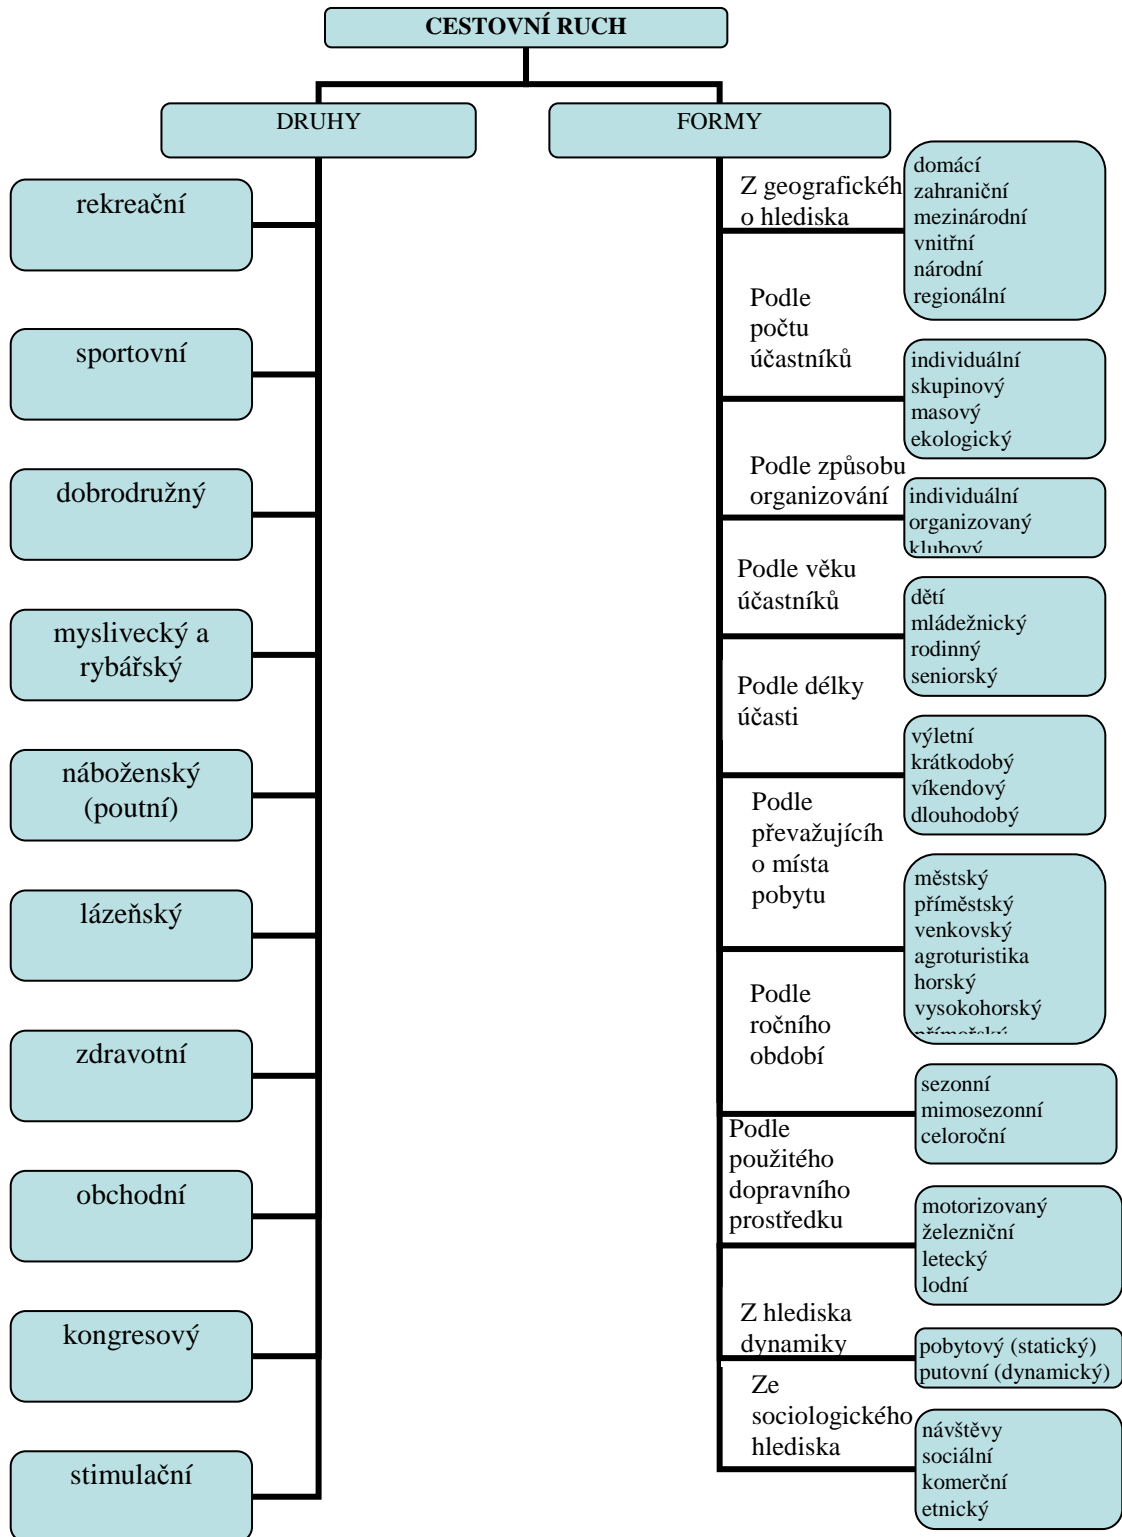 CESTOVNÍ RUCH
DRUHY
rekreační
sportovní
dobrodružný
myslivecký a
rybářský
náboženský
(poutní)
lázeňský
zdravotní
obchodní
kongresový
stimulační
FORMY
Z geografickéh
o hlediska
domácí
zahraniční
mezinárodní
vnitřní
národní
regionální
Podle
počtu
účastníků
individuální
skupinový
masový
ekologický
Podle způsobu
organizování
individuální
organizovaný
klubový
Podle věku
účastníků
dětí
mládežnický
rodinný
seniorský
Podle délky
účasti
výletní
krátkodobý
víkendový
dlouhodobý
Podle
převažujícíh
o místa
pobytu
městský
příměstský
venkovský
agroturistika
horský
vysokohorský
přímořský
Podle
ročního
období
sezonní
mimosezonní
celoroční
Podle
použitého
dopravního
prostředku
motorizovaný
železniční
letecký
lodní
Z hlediska
dynamiky
pobytový (statický)
putovní (dynamický)
Ze
sociologického
hlediska
návštěvy
sociální
komerční
etnický